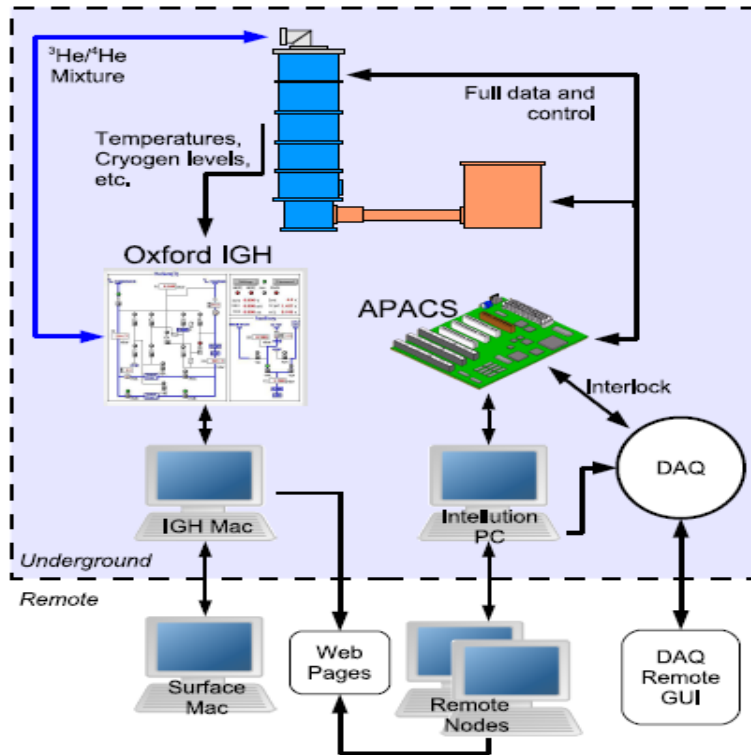 ³He/⁴He
Mixture
Full data and
control
Temperatures,
Cryogen levels,
etc.
Oxford IGH
APACS
Interlock
DAQ
IGH Mac
Intellution
PC
Underground
Remote
Surface
Mac
Web
Pages
Remote
Nodes
DAQ
Remote
GUI